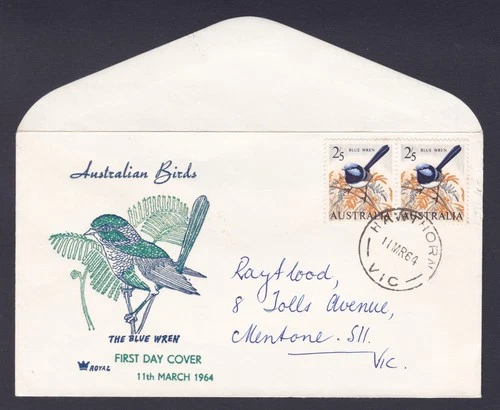 Australian Birds
2/5 BLUE WREN
AUSTRALIA
2/5 BLUE WREN
AUSTRALIA
HAWTHORN
11MR64
VIC
Ray Flood,
8 Tolls Avenue,
Mentone. S11.
Vic.
THE BLUE WREN
ROYAL
FIRST DAY COVER
11th MARCH 1964